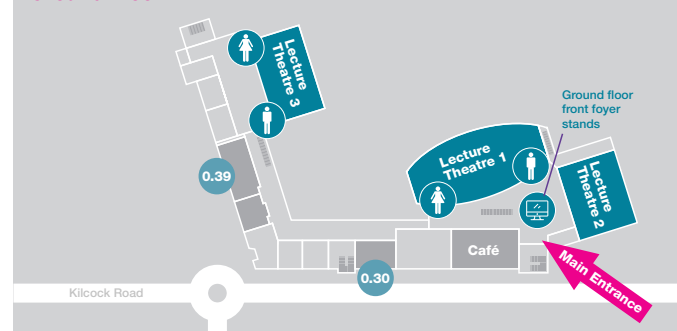 Lecture
Theatre 3
Ground floor
front foyer
stands
Lecture
Theatre 1
Lecture
Theatre 2
0.39
Café
Main Entrance
0.30
Kilcock Road